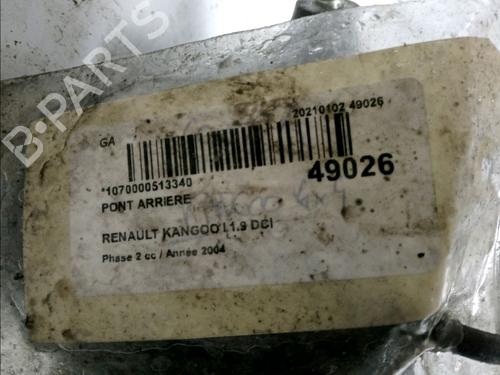 B-PARTS
GA
20210102 49026
*1070000513340
49026
PONT ARRIERE
RENAULT KANGOO I 1.9 DCI
Phase 2 cc / Année 2004